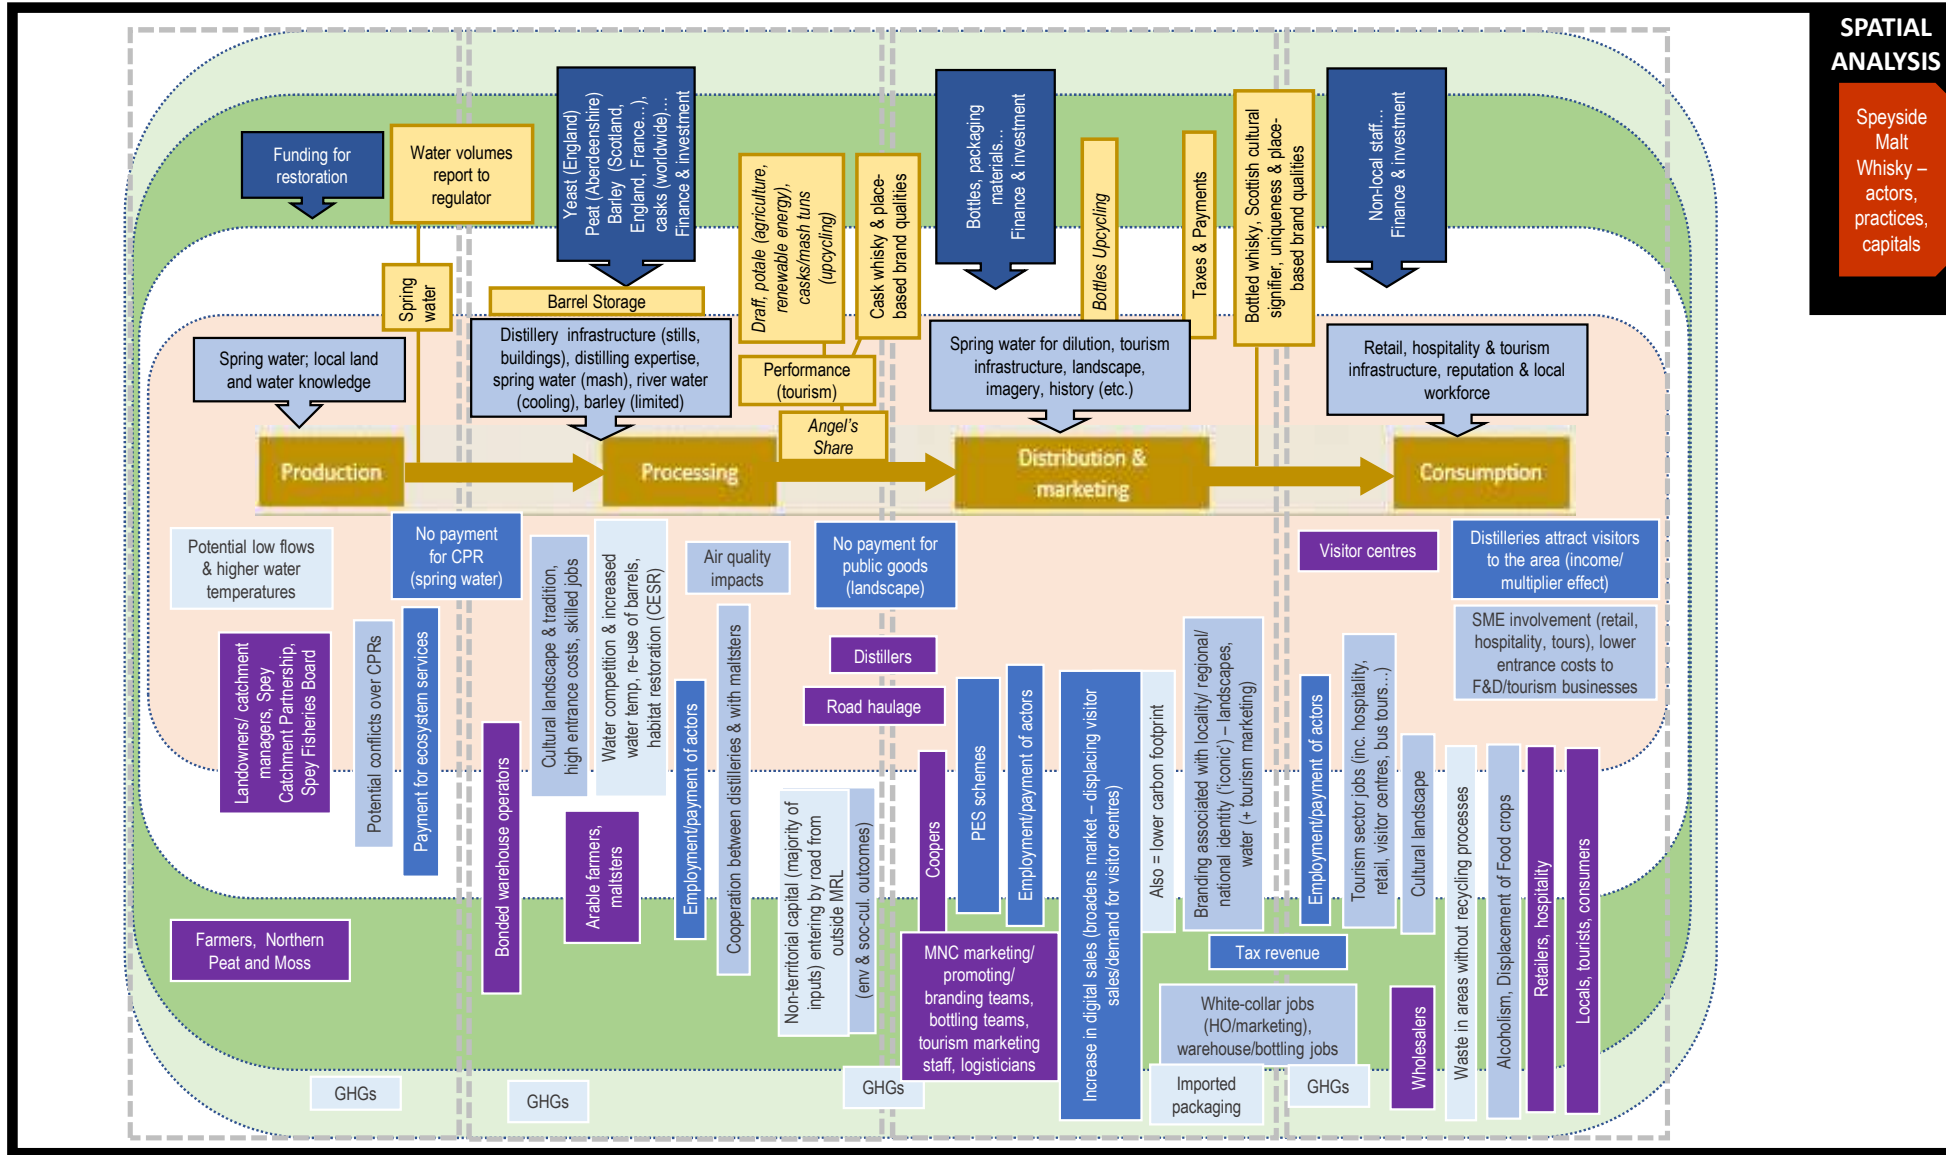 SPATIAL
ANALYSIS
Speyside
Malt
Whisky –
actors,
practices,
capitals
Funding for
restoration
Water volumes
report to
regulator
Spring
water
Yeast (England)
Peat (Aberdeenshire)
Barley (Scotland,
England, France…),
casks (worldwide)…
Finance & investment
Barrel Storage
Draff, potale (agriculture,
renewable energy),
casks/mash tuns
(upcycling)
Cask whisky & place-
based brand qualities
Bottles, packaging
materials…
Finance & investment
Bottles Upcycling
Taxes & Payments
Bottled whisky, Scottish cultural
signifier, uniqueness & place-
based brand qualities
Non-local staff…
Finance & investment
Spring water; local land
and water knowledge
Distillery infrastructure (stills,
buildings), distilling expertise,
spring water (mash), river water
(cooling), barley (limited)
Performance
(tourism)
Angel's
Share
Spring water for dilution, tourism
infrastructure, landscape,
imagery, history (etc.)
Retail, hospitality & tourism
infrastructure, reputation & local
workforce
Production
Processing
Distribution &
marketing
Consumption
Potential low flows
& higher water
temperatures
No payment
for CPR
(spring water)
Landowners/ catchment
managers, Spey
Catchment Partnership,
Spey Fisheries Board
Potential conflicts over CPRs
Payment for ecosystem services
Farmers, Northern
Peat and Moss
GHGs
Cultural landscape & tradition,
high entrance costs, skilled jobs
Water competition & increased
water temp, re-use of barrels,
habitat restoration (CESR)
Air quality
impacts
No payment for
public goods
(landscape)
Bonded warehouse operators
Arable farmers,
maltsters
Employment/payment of actors
Cooperation between distilleries & with maltsters
Non-territorial capital (majority of
inputs) entering by road from
outside MRL
(env & soc-cul. outcomes)
GHGs
Distillers
Road haulage
GHGs
Coopers
PES schemes
Employment/payment of actors
MNC marketing/
promoting/
branding teams,
bottling teams,
tourism marketing
staff, logisticians
Increase in digital sales (broadens market – displacing visitor
sales/demand for visitor centres)
Also = lower carbon footprint
Branding associated with locality/ regional/
national identity ('iconic') – landscapes,
water (+ tourism marketing)
Tax revenue
White-collar jobs
(HO/marketing),
warehouse/bottling jobs
Imported
packaging
Visitor centres
Distilleries attract visitors
to the area (income/
multiplier effect)
SME involvement (retail,
hospitality, tours), lower
entrance costs to
F&D/tourism businesses
Employment/payment of actors
Tourism sector jobs (inc. hospitality,
retail, visitor centres, bus tours…)
Cultural landscape
GHGs
Wholesalers
Waste in areas without recycling processes
Alcoholism, Displacement of Food crops
Retailers, hospitality
Locals, tourists, consumers